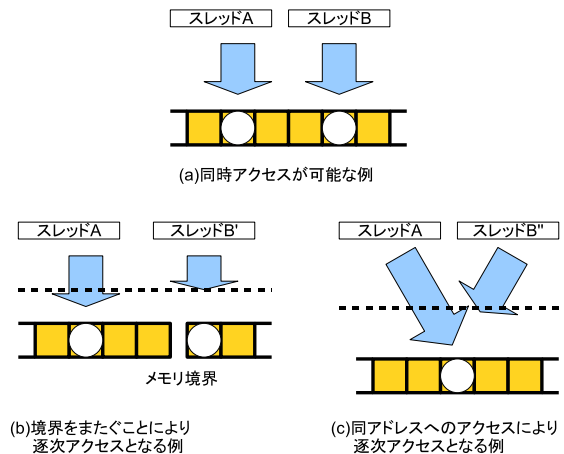 スレッドA
スレッドB
(a)同時アクセスが可能な例
スレッドA
スレッドB'
メモリ境界
(b)境界をまたぐことにより
逐次アクセスとなる例
スレッドA
スレッドB"
(c)同アドレスへのアクセスにより
逐次アクセスとなる例